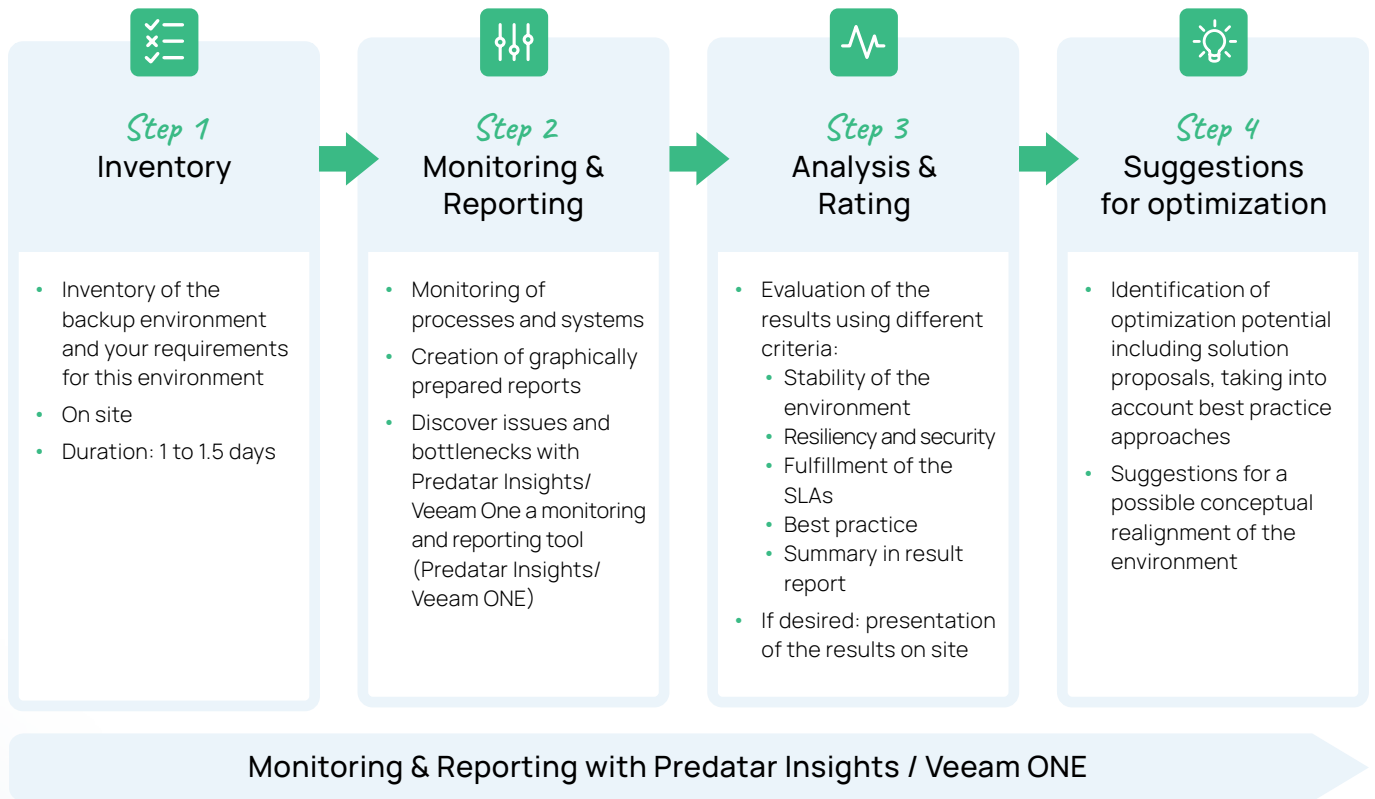 Step 1
Inventory
• Inventory of the
backup environment
and your requirements
for this environment
• On site
• Duration: 1 to 1.5 days
Step 2
Monitoring &
Reporting
• Monitoring of
processes and systems
• Creation of graphically
prepared reports
• Discover issues and
bottlenecks with
Predatar Insights/
Veeam One a monitoring
and reporting tool
(Predatar Insights/
Veeam ONE)
Step 3
Analysis &
Rating
• Evaluation of the
results using different
criteria:
• Stability of the
environment
• Resiliency and security
• Fulfillment of the
SLAs
• Best practice
• Summary in result
report
• If desired: presentation
of the results on site
Step 4
Suggestions
for optimization
• Identification of
optimization potential
including solution
proposals, taking into
account best practice
approaches
• Suggestions for a
possible conceptual
realignment of the
environment
Monitoring & Reporting with Predatar Insights / Veeam ONE